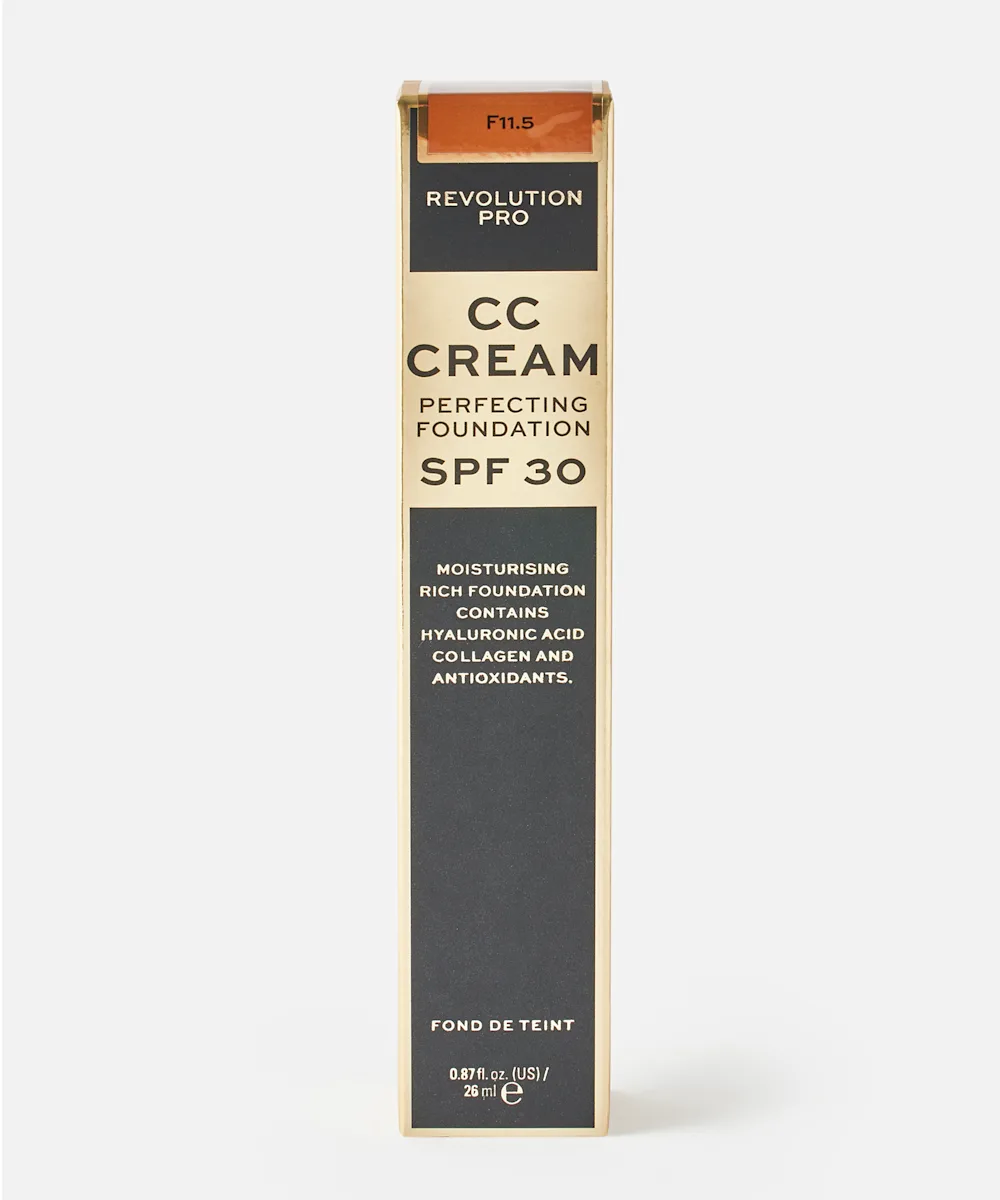 F11.5
REVOLUTION
PRO
CC
CREAM
PERFECTING
FOUNDATION
SPF 30
MOISTURISING
RICH FOUNDATION
CONTAINS
HYALURONIC ACID
COLLAGEN AND
ANTIOXIDANTS.
FOND DE TEINT
0.87 fl. oz. (US) /
26 ml ℮